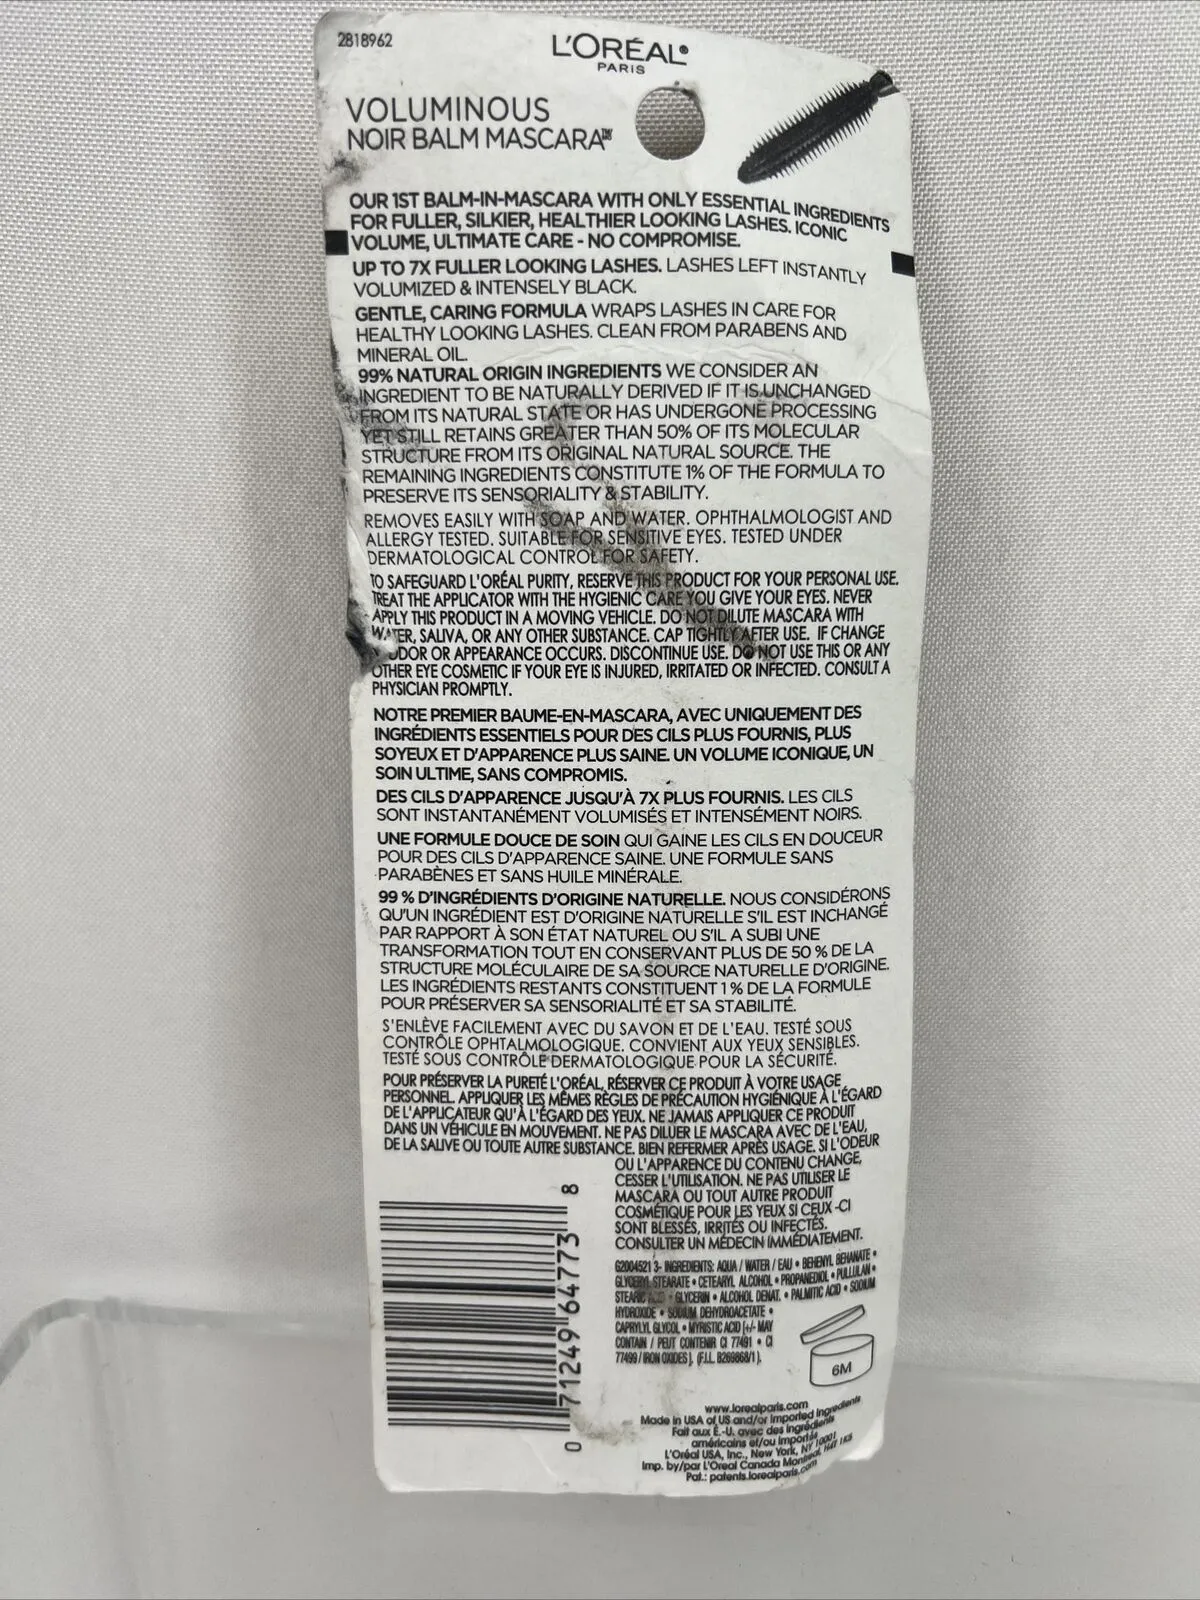 2818962
L'ORÉAL®
PARIS
VOLUMINOUS
NOIR BALM MASCARA™
OUR 1ST BALM-IN-MASCARA WITH ONLY ESSENTIAL INGREDIENTS
FOR FULLER, SILKIER, HEALTHIER LOOKING LASHES. ICONIC
VOLUME, ULTIMATE CARE - NO COMPROMISE.
UP TO 7X FULLER LOOKING LASHES. LASHES LEFT INSTANTLY
VOLUMIZED & INTENSELY BLACK.
GENTLE, CARING FORMULA WRAPS LASHES IN CARE FOR
HEALTHY LOOKING LASHES. CLEAN FROM PARABENS AND
MINERAL OIL.
99% NATURAL ORIGIN INGREDIENTS WE CONSIDER AN
INGREDIENT TO BE NATURALLY DERIVED IF IT IS UNCHANGED
FROM ITS NATURAL STATE OR HAS UNDERGONE PROCESSING
YET STILL RETAINS GREATER THAN 50% OF ITS MOLECULAR
STRUCTURE FROM ITS ORIGINAL NATURAL SOURCE. THE
REMAINING INGREDIENTS CONSTITUTE 1% OF THE FORMULA TO
PRESERVE ITS SENSORIALITY & STABILITY.
REMOVES EASILY WITH SOAP AND WATER. OPHTHALMOLOGIST AND
ALLERGY TESTED. SUITABLE FOR SENSITIVE EYES. TESTED UNDER
DERMATOLOGICAL CONTROL FOR SAFETY.
TO SAFEGUARD L'ORÉAL PURITY, RESERVE THIS PRODUCT FOR YOUR PERSONAL USE.
TREAT THE APPLICATOR WITH THE HYGIENIC CARE YOU GIVE YOUR EYES. NEVER
APPLY THIS PRODUCT IN A MOVING VEHICLE. DO NOT DILUTE MASCARA WITH
WATER, SALIVA, OR ANY OTHER SUBSTANCE. CAP TIGHTLY AFTER USE. IF CHANGE
ODOR OR APPEARANCE OCCURS. DISCONTINUE USE. DO NOT USE THIS OR ANY
OTHER EYE COSMETIC IF YOUR EYE IS INJURED, IRRITATED OR INFECTED. CONSULT A
PHYSICIAN PROMPTLY.
NOTRE PREMIER BAUME-EN-MASCARA, AVEC UNIQUEMENT DES
INGRÉDIENTS ESSENTIELS POUR DES CILS PLUS FOURNIS, PLUS
SOYEUX ET D'APPARENCE PLUS SAINE. UN VOLUME ICONIQUE, UN
SOIN ULTIME, SANS COMPROMIS.
DES CILS D'APPARENCE JUSQU'À 7X PLUS FOURNIS. LES CILS
SONT INSTANTANÉMENT VOLUMISÉS ET INTENSÉMENT NOIRS.
UNE FORMULE DOUCE DE SOIN QUI GAINE LES CILS EN DOUCEUR
POUR DES CILS D'APPARENCE SAINE. UNE FORMULE SANS
PARABÈNES ET SANS HUILE MINÉRALE.
99 % D'INGRÉDIENTS D'ORIGINE NATURELLE. NOUS CONSIDÉRONS
QU'UN INGRÉDIENT EST D'ORIGINE NATURELLE S'IL EST INCHANGÉ
PAR RAPPORT À SON ÉTAT NATUREL OU S'IL A SUBI UNE
TRANSFORMATION TOUT EN CONSERVANT PLUS DE 50 % DE LA
STRUCTURE MOLÉCULAIRE DE SA SOURCE NATURELLE D'ORIGINE.
LES INGRÉDIENTS RESTANTS CONSTITUENT 1 % DE LA FORMULE
POUR PRÉSERVER SA SENSORIALITÉ ET SA STABILITÉ.
S'ENLÈVE FACILEMENT AVEC DU SAVON ET DE L'EAU. TESTÉ SOUS
CONTRÔLE OPHTALMOLOGIQUE. CONVIENT AUX YEUX SENSIBLES.
TESTÉ SOUS CONTRÔLE DERMATOLOGIQUE POUR LA SÉCURITÉ.
POUR PRÉSERVER LA PURETÉ L'ORÉAL, RÉSERVER CE PRODUIT À VOTRE USAGE
PERSONNEL. APPLIQUER LES MÊMES RÈGLES DE PRÉCAUTION HYGIÉNIQUE À L'ÉGARD
DE L'APPLICATEUR QU'À L'ÉGARD DES YEUX. NE JAMAIS APPLIQUER CE PRODUIT
DANS UN VÉHICULE EN MOUVEMENT. NE PAS DILUER LE MASCARA AVEC DE L'EAU,
DE LA SALIVE OU TOUTE AUTRE SUBSTANCE. BIEN REFERMER APRÈS USAGE. SI L'ODEUR
OU L'APPARENCE DU CONTENU CHANGE,
CESSER L'UTILISATION. NE PAS UTILISER LE
MASCARA OU TOUT AUTRE PRODUIT
COSMÉTIQUE POUR LES YEUX SI CEUX -CI
SONT BLESSÉS, IRRITÉS OU INFECTÉS.
CONSULTER UN MÉDECIN IMMÉDIATEMENT.
G2004521 3- INGREDIENTS: AQUA / WATER / EAU • BEHENYL BEHENATE •
GLYCERYL STEARATE • CETEARYL ALCOHOL • PROPANEDIOL • PULLULAN •
STEARIC ACID • GLYCERIN • ALCOHOL DENAT. • PALMITIC ACID • SODIUM
HYDROXIDE • SODIUM DEHYDROACETATE •
CAPRYLYL GLYCOL • MYRISTIC ACID [+/- MAY
CONTAIN / PEUT CONTENIR CI 77491 • CI
77499 / IRON OXIDES ]. (F.I.L. B269868/1 ).
6M
0 71249 64773 8
www.lorealparis.com
Made in USA of US and/or imported ingredients
Fait aux É.-U. avec des ingrédients
américains et/ou importés
L'Oréal USA, Inc., New York, NY 10001
Imp. by/par L'Oréal Canada Montreal, H4T 1K5
Pat.: patents.lorealparis.com